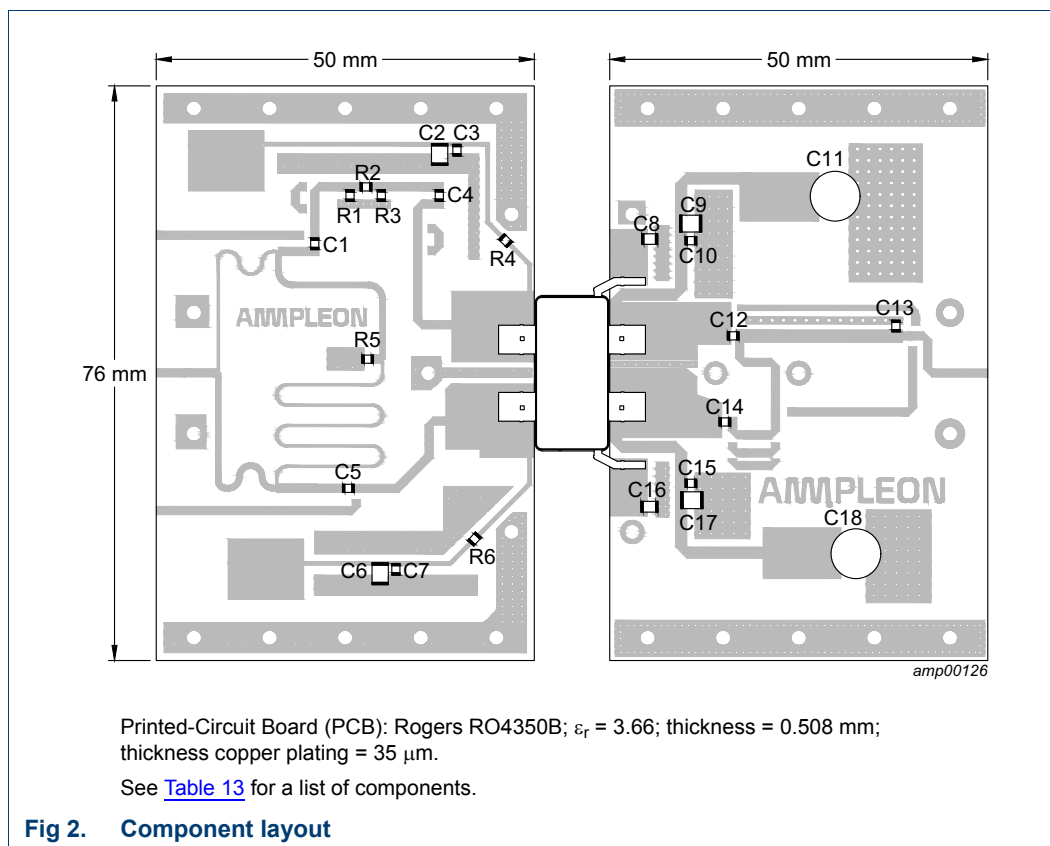 50 mm
50 mm
76 mm
C2
C3
C11
R2
R1
R3
C4
C9
C8
C10
C1
R4
AMPLEON
C13
C12
R5
C14
C5
C15
C16
AMPLEON
C17
C18
R6
C6
C7
amp00126
Printed-Circuit Board (PCB): Rogers RO4350B; εr = 3.66; thickness = 0.508 mm;
thickness copper plating = 35 μm.
See Table 13 for a list of components.
Fig 2. Component layout